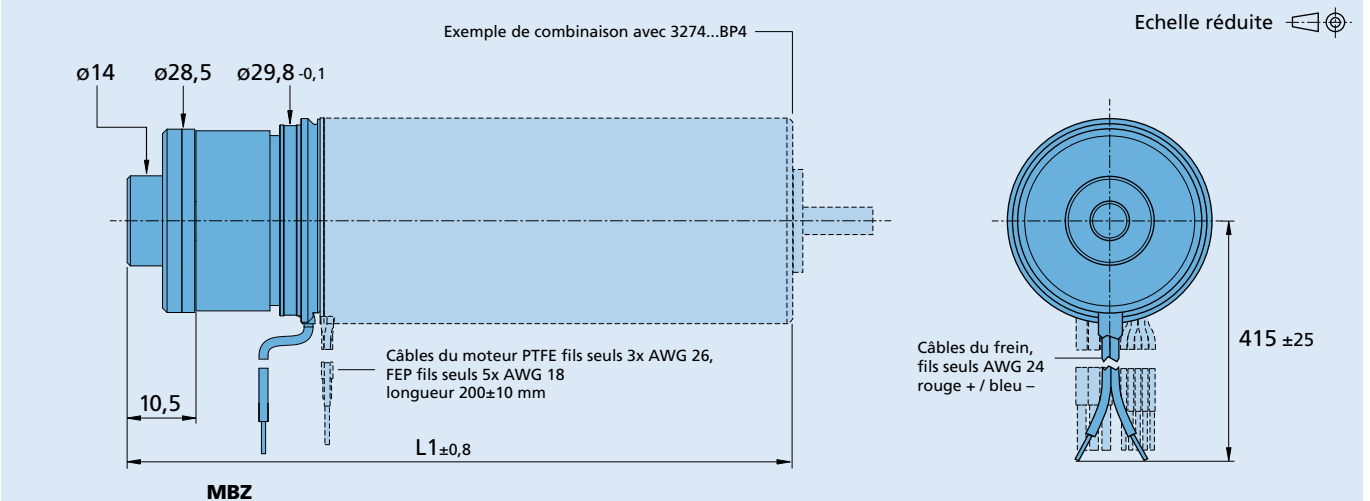 Exemple de combinaison avec 3274...BP4
Echelle réduite
ø14
ø28,5
ø29,8 -0,1
Câbles du moteur PTFE fils seuls 3x AWG 26,
FEP fils seuls 5x AWG 18
longueur 200±10 mm
Câbles du frein,
fils seuls AWG 24
rouge + / bleu –
415 ±25
10,5
L1±0,8
MBZ